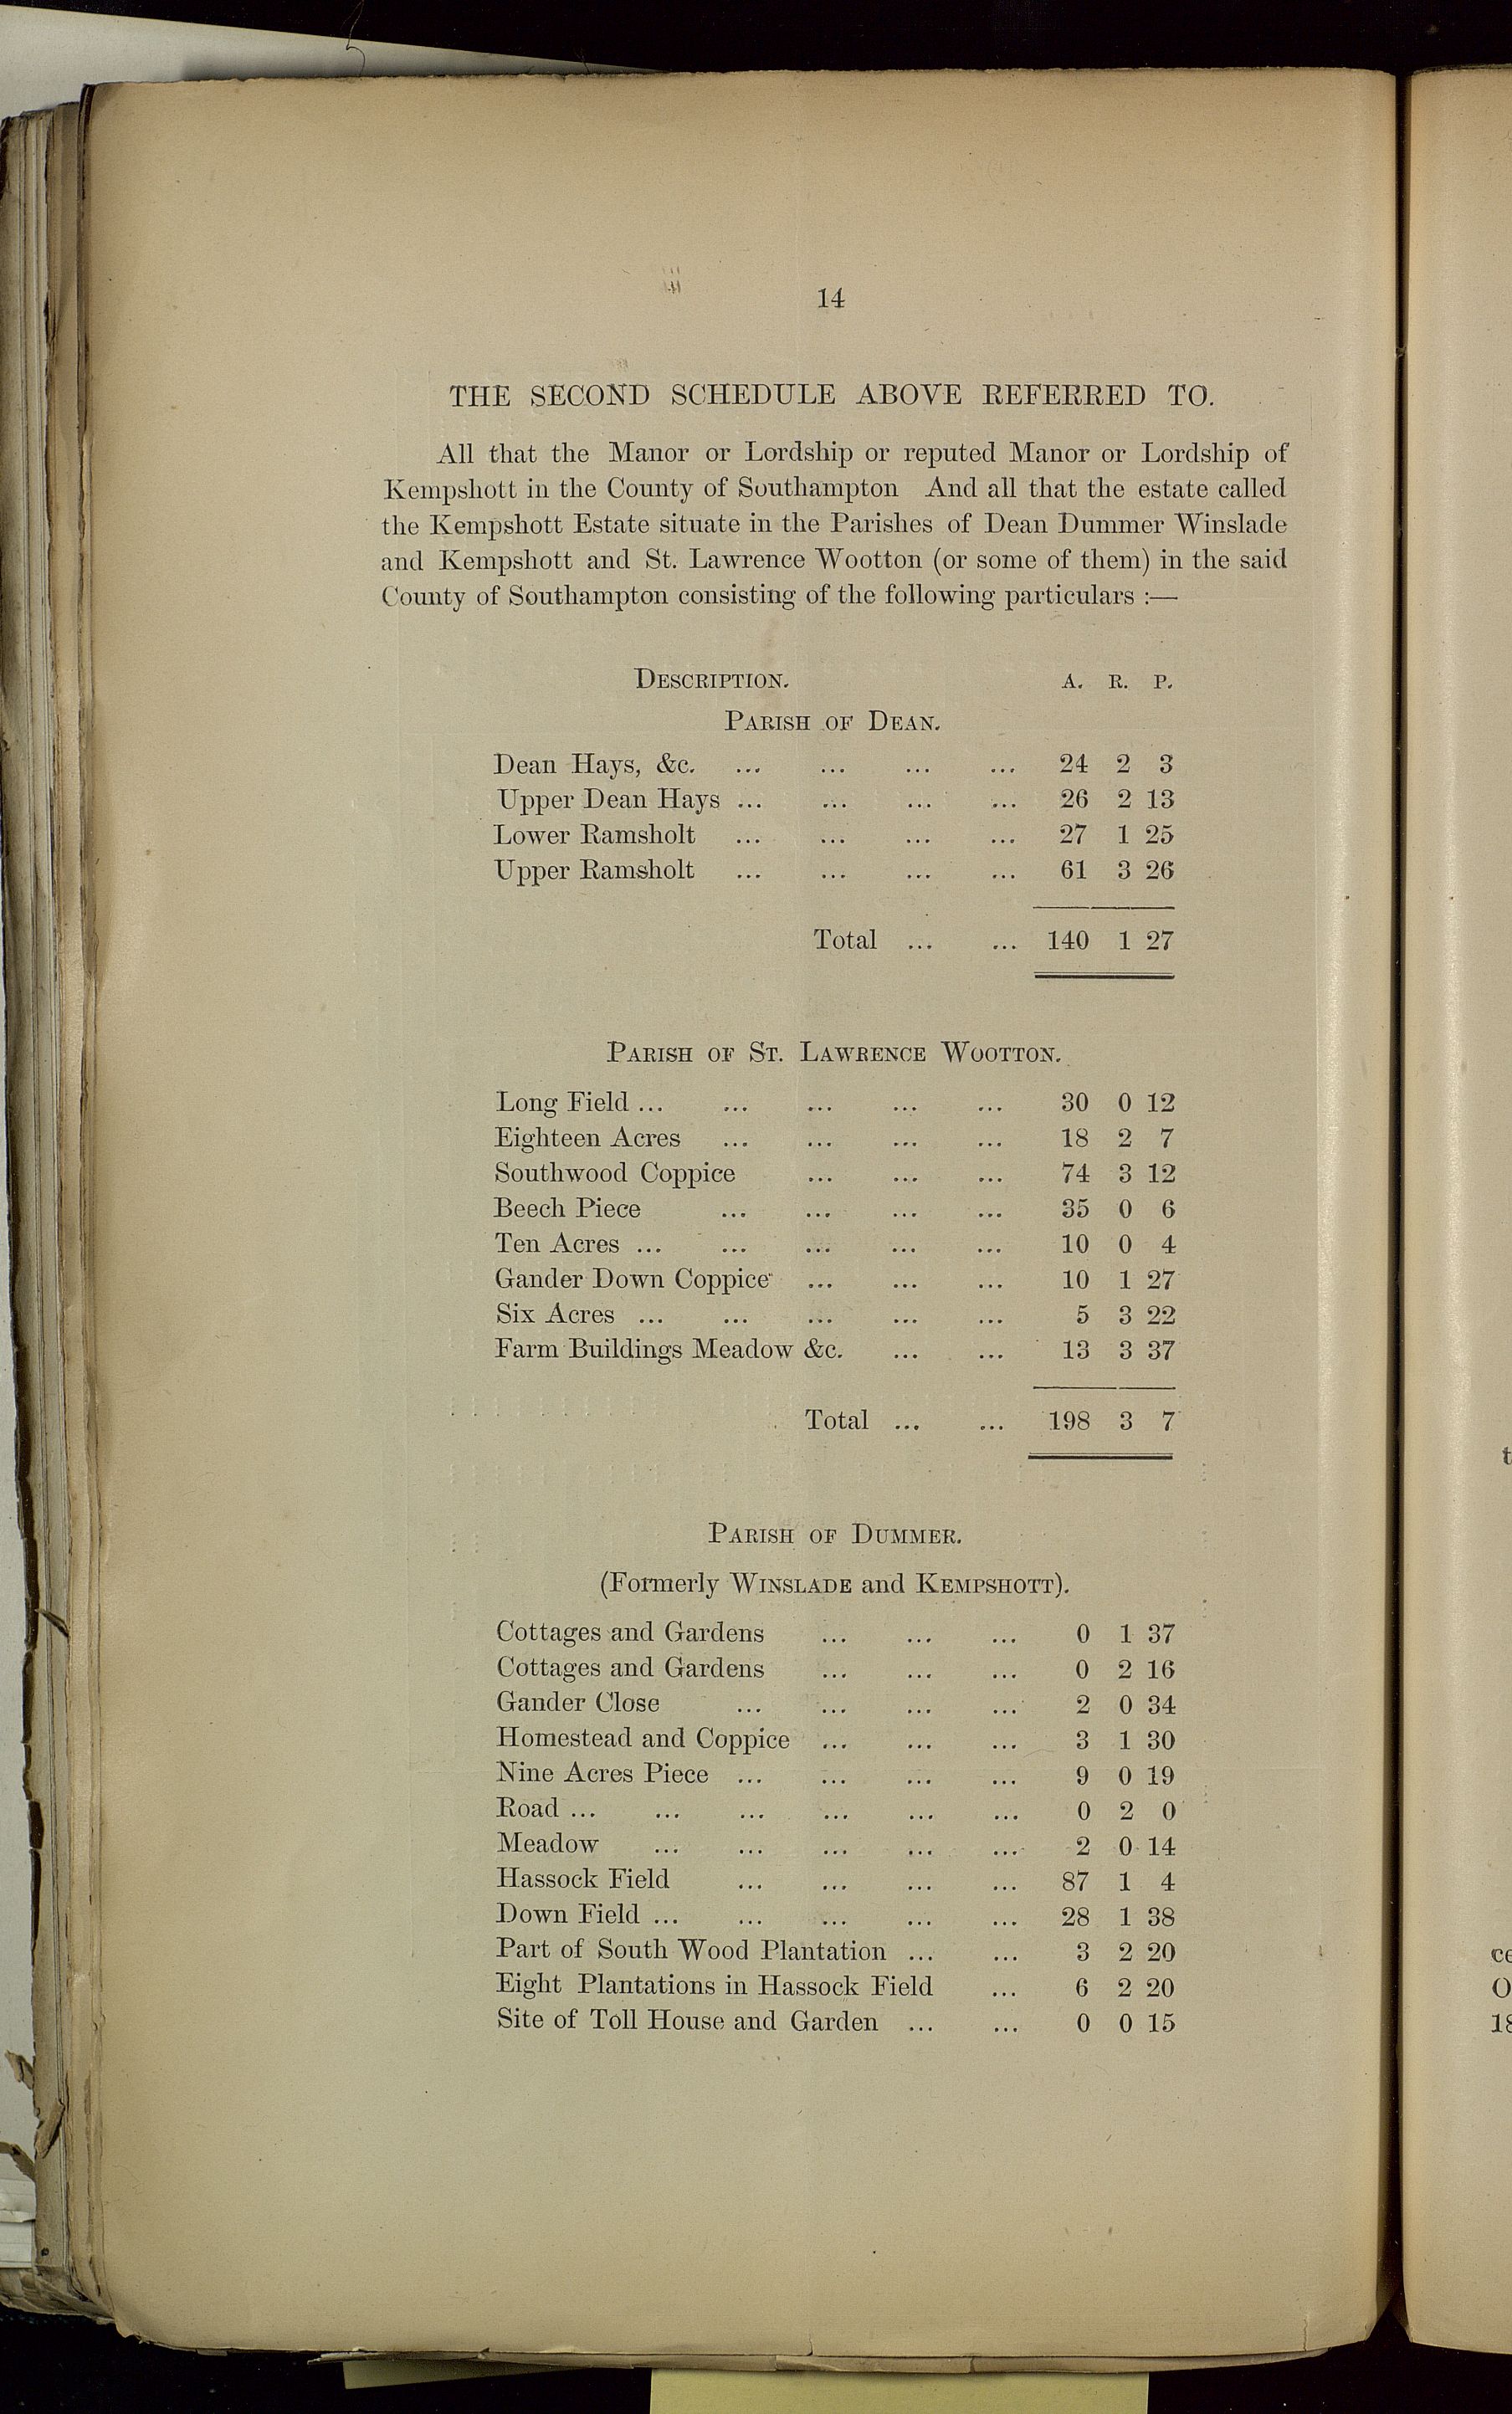 14
THE SECOND SCHEDULE ABOVE REFERRED TO.
All that the Manor or Lordship or reputed Manor or Lordship of
Kempshott in the County of Southampton And all that the estate called
the Kempshott Estate situate in the Parishes of Dean Dummer Winslade
and Kempshott and St. Lawrence Wootton (or some of them) in the said
County of Southampton consisting of the following particulars :—
DESCRIPTION. A. R. P.
PARISH OF DEAN.
Dean Hays, &c. ... ... ... ... 24 2 3
Upper Dean Hays ... ... ... ... 26 2 13
Lower Ramsholt ... ... ... ... 27 1 25
Upper Ramsholt ... ... ... ... 61 3 26
Total ... ... 140 1 27
PARISH OF ST. LAWRENCE WOOTTON.
Long Field ... ... ... ... ... 30 0 12
Eighteen Acres ... ... ... ... 18 2 7
Southwood Coppice ... ... ... 74 3 12
Beech Piece ... ... ... ... 35 0 6
Ten Acres ... ... ... ... ... 10 0 4
Gander Down Coppice ... ... ... 10 1 27
Six Acres ... ... ... ... ... 5 3 22
Farm Buildings Meadow &c. ... ... 13 3 37
Total ... ... 198 3 7
PARISH OF DUMMER.
(Formerly WINSLADE and KEMPSHOTT).
Cottages and Gardens ... ... ... 0 1 37
Cottages and Gardens ... ... ... 0 2 16
Gander Close ... ... ... ... 2 0 34
Homestead and Coppice ... ... ... 3 1 30
Nine Acres Piece ... ... ... ... 9 0 19
Road ... ... ... ... ... ... 0 2 0
Meadow ... ... ... ... ... 2 0 14
Hassock Field ... ... ... ... 87 1 4
Down Field ... ... ... ... ... 28 1 38
Part of South Wood Plantation ... ... 3 2 20
Eight Plantations in Hassock Field ... 6 2 20
Site of Toll House and Garden ... ... 0 0 15